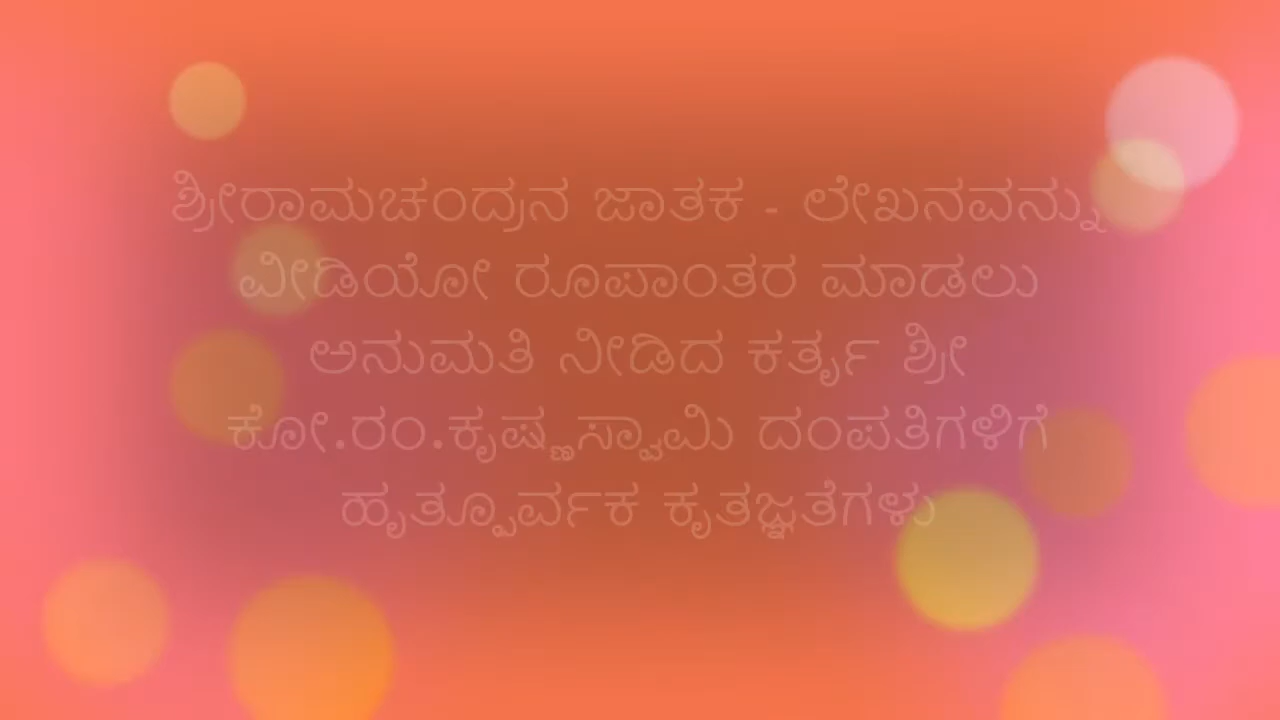 ಶ್ರೀರಾಮಚಂದ್ರನ ಜಾತಕ - ಲೇಖನವನ್ನು
ವೀಡಿಯೋ ರೂಪಾಂತರ ಮಾಡಲು
ಅನುಮತಿ ನೀಡಿದ ಕರ್ತೃ ಶ್ರೀ
ಕೋ.ರಂ.ಕೃಷ್ಣಸ್ವಾಮಿ ದಂಪತಿಗಳಿಗೆ
ಹೃತ್ಪೂರ್ವಕ ಕೃತಜ್ಞತೆಗಳು